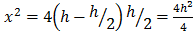 x² = 4(h − h/2) h/2 = 4h²/4